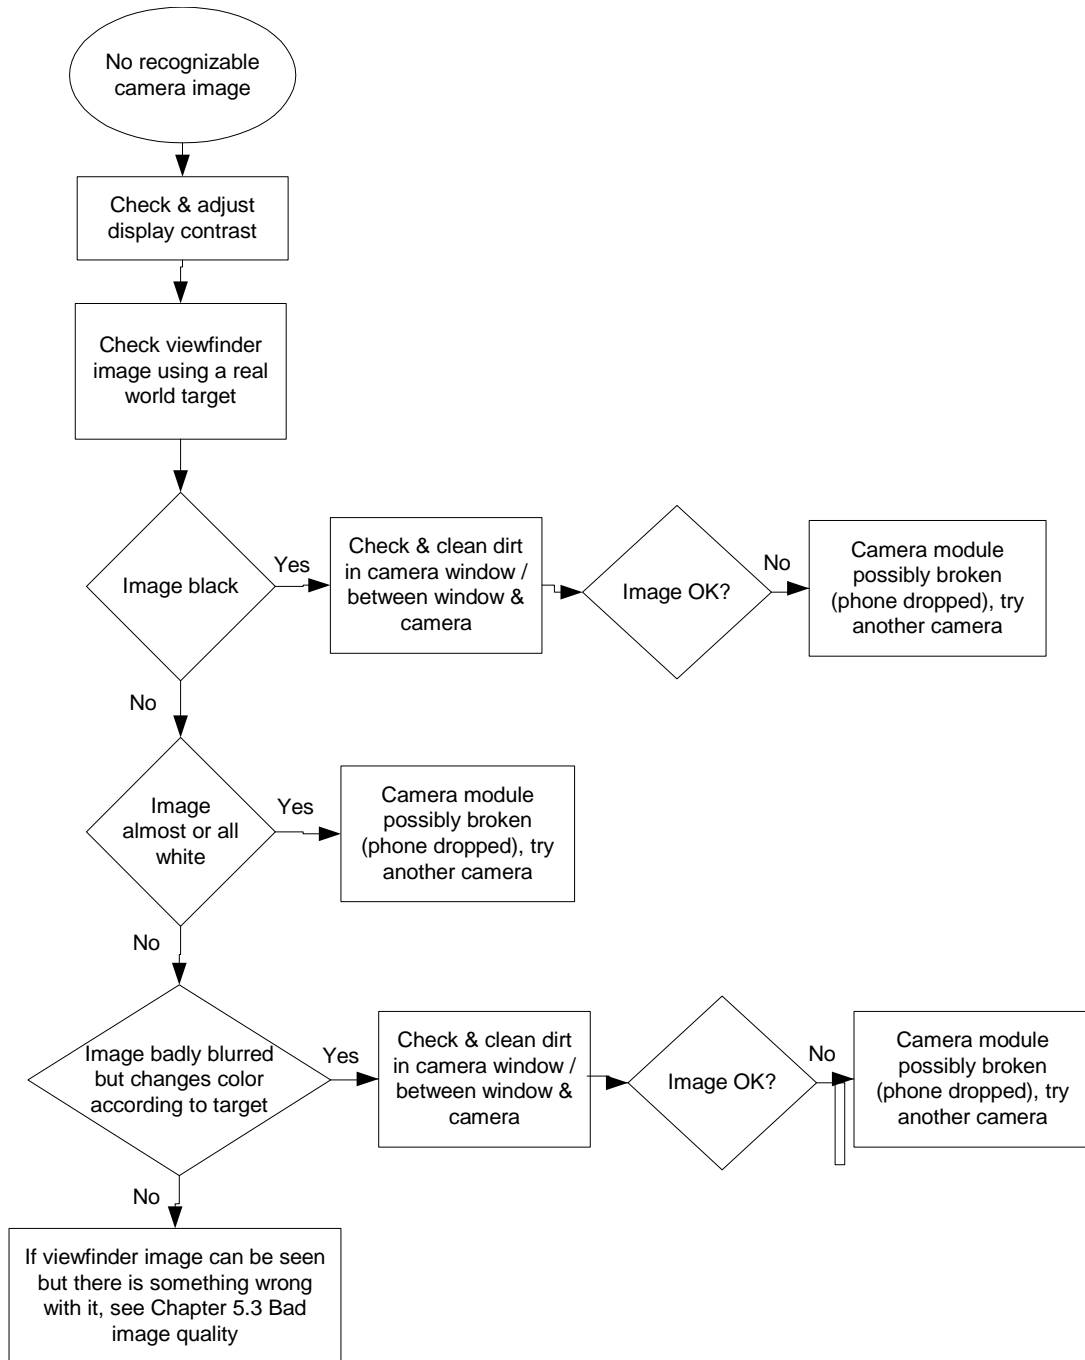 No recognizable
camera image
Check & adjust
display contrast
Check viewfinder
image using a real
world target
Image black
Yes
Check & clean dirt
in camera window /
between window &
camera
Image OK?
No
Camera module
possibly broken
(phone dropped), try
another camera
No
Image
almost or all
white
Yes
Camera module
possibly broken
(phone dropped), try
another camera
No
Image badly blurred
but changes color
according to target
Yes
Check & clean dirt
in camera window /
between window &
camera
Image OK?
No
Camera module
possibly broken
(phone dropped), try
another camera
No
If viewfinder image can be seen
but there is something wrong
with it, see Chapter 5.3 Bad
image quality